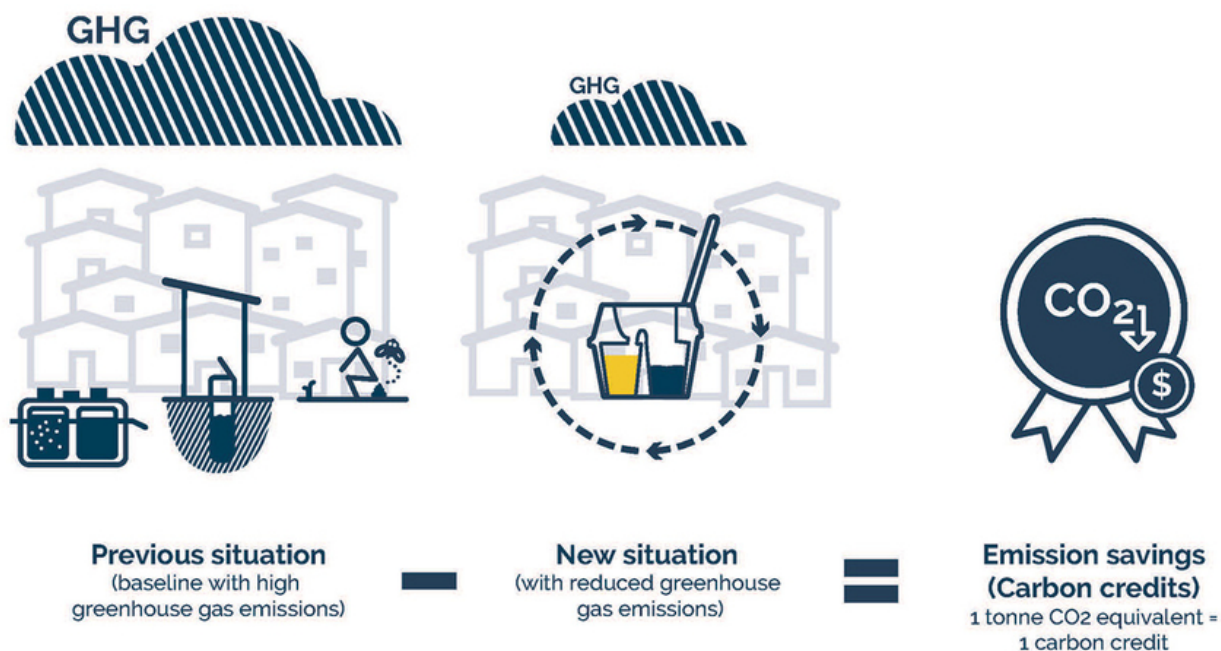 GHG
GHG
CO2
$
Previous situation
(baseline with high
greenhouse gas emissions)
New situation
(with reduced greenhouse
gas emissions)
Emission savings
(Carbon credits)
1 tonne CO2 equivalent =
1 carbon credit